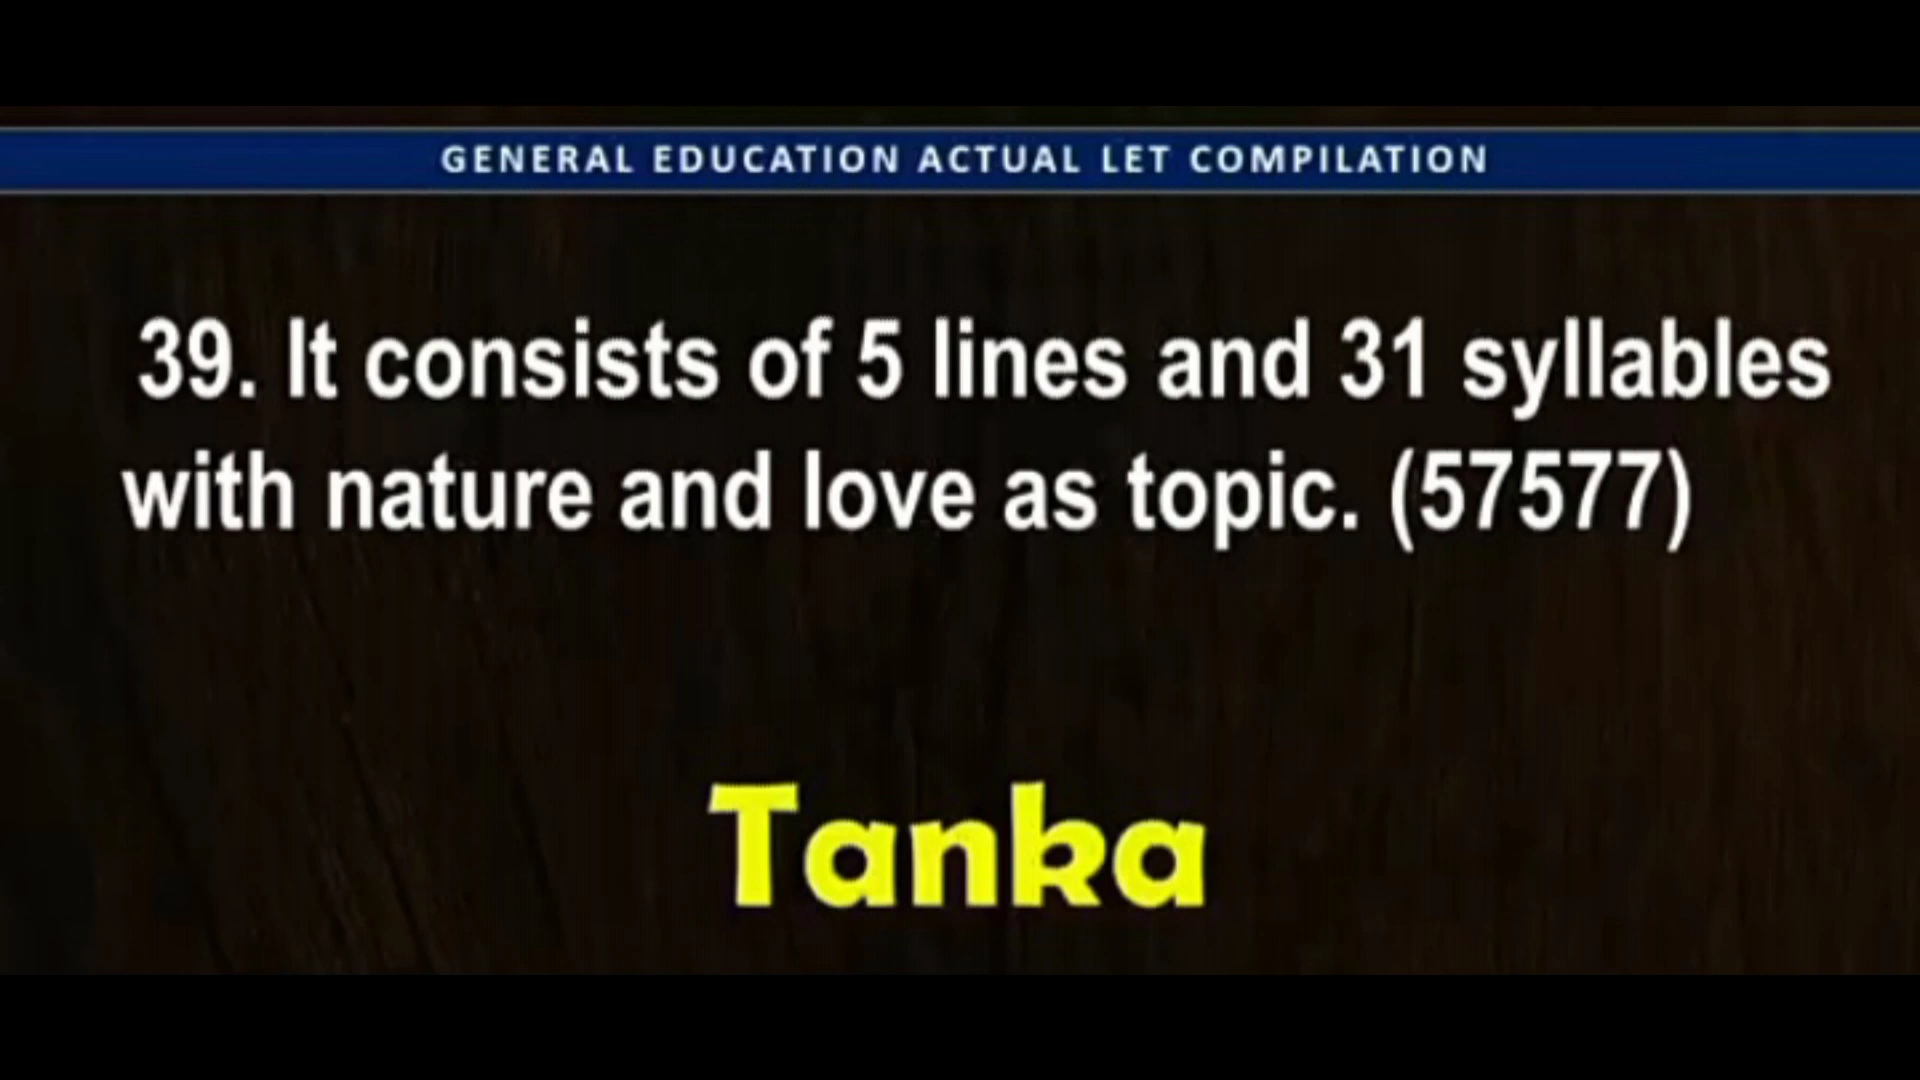 GENERAL EDUCATION ACTUAL LET COMPILATION
39. It consists of 5 lines and 31 syllables
with nature and love as topic. (57577)
Tanka